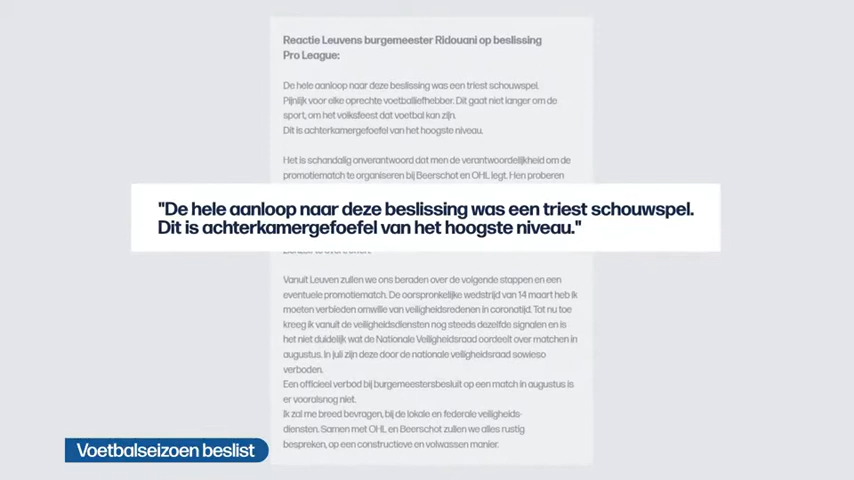 Reactie Leuvens burgemeester Ridouani op beslissing
Pro League:
De hele aanloop naar deze beslissing was een triest schouwspel.
Pijnlijk voor elke oprechte voetballiefhebber. Dit gaat niet langer om de
sport, om het volksfeest dat voetbal kan zijn.
Dit is achterkamergefoefel van het hoogste niveau.
Het is schandalig onverantwoord dat men de verantwoordelijkheid om de
promotiematch te organiseren bij Beerschot en OHL legt. Hen proberen
"De hele aanloop naar deze beslissing was een triest schouwspel.
Dit is achterkamergefoefel van het hoogste niveau."
Vanuit Leuven zullen we ons beraden over de volgende stappen en een
eventuele promotiematch. De oorspronkelijke wedstrijd van 14 maart heb ik
moeten verbieden omwille van veiligheidsredenen in coronatijd. Tot nu toe
kreeg ik vanuit de veiligheidsdiensten nog steeds dezelfde signalen en is
het niet duidelijk wat de Nationale Veiligheidsraad oordeelt over matchen in
augustus. In juli zijn deze door de nationale veiligheidsraad sowieso
verboden.
Een officieel verbod bij burgemeestersbesluit op een match in augustus is
er vooralsnog niet.
Ik zal me breed bevragen, bij de lokale en federale veiligheids-
diensten. Samen met OHL en Beerschot zullen we alles rustig
bespreken, op een constructieve en volwassen manier.
Voetbalseizoen beslist